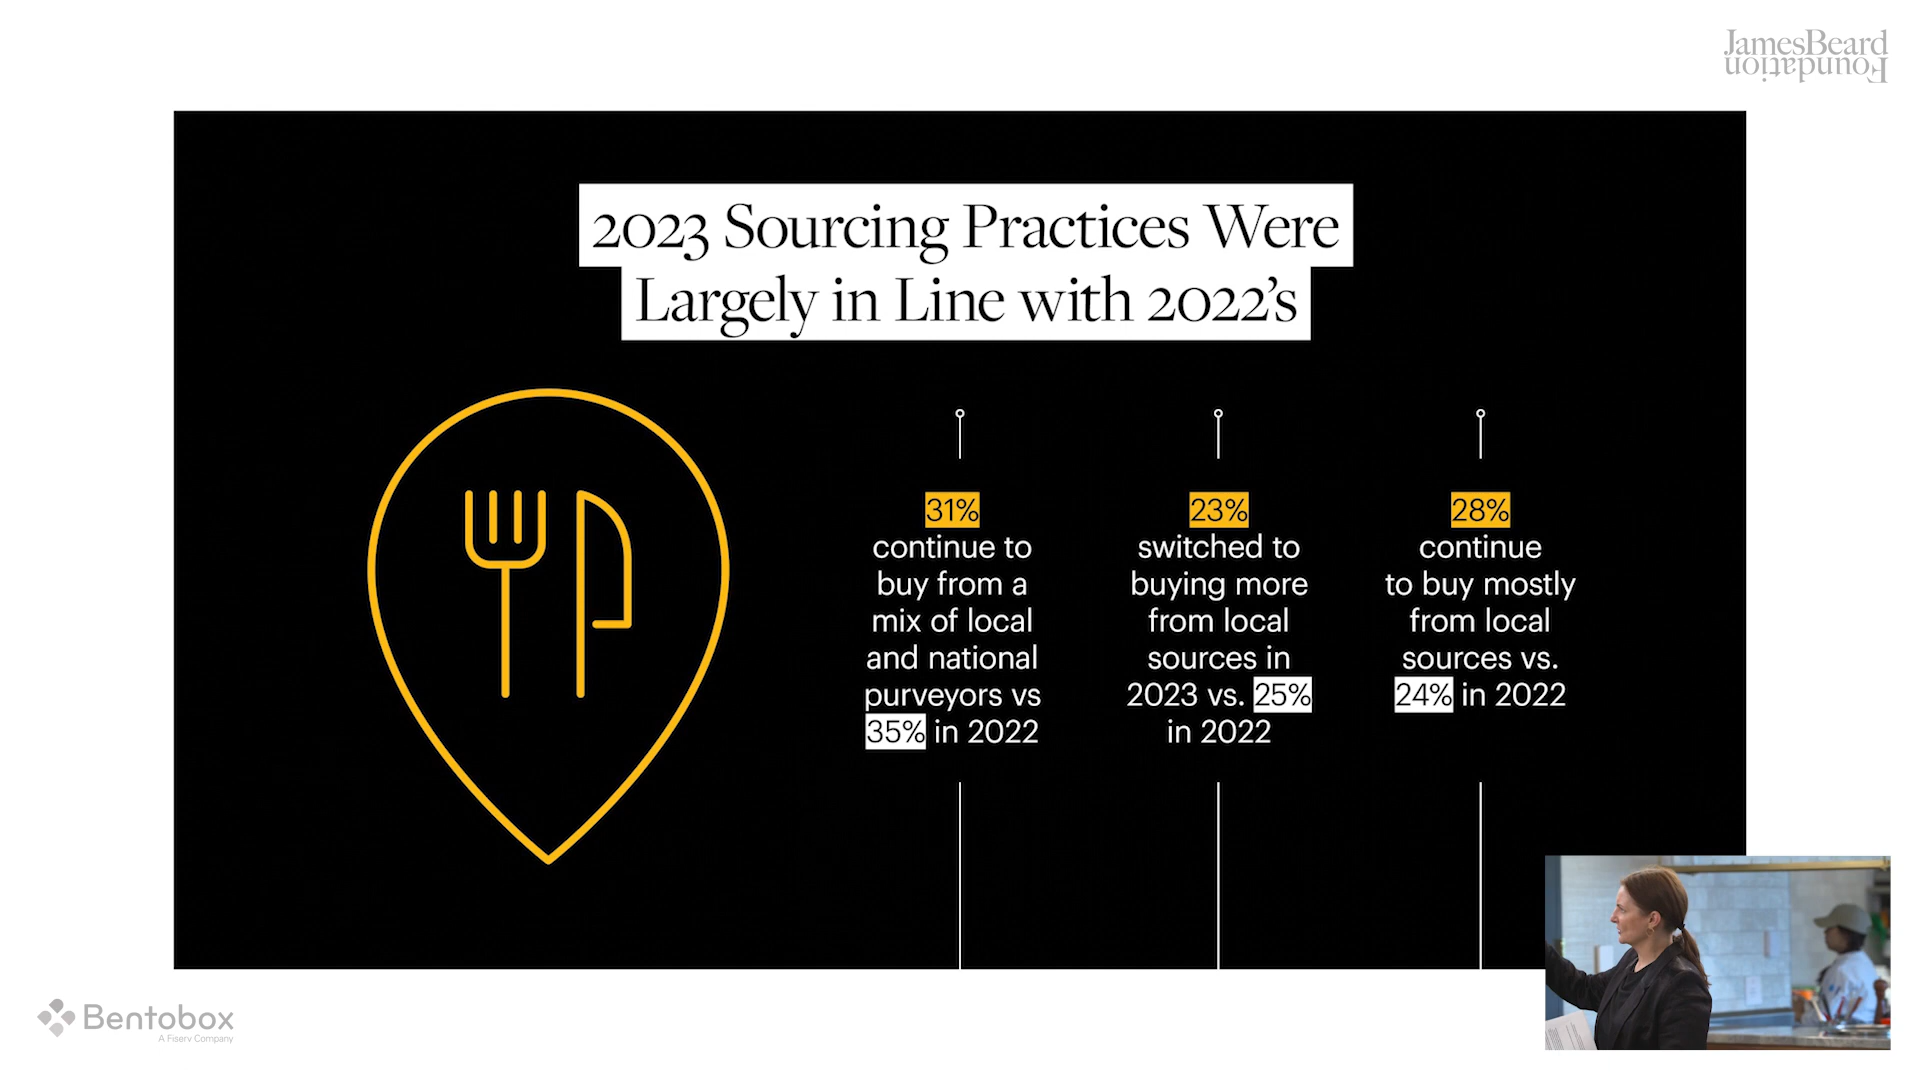 JamesBeard
Foundation
2023 Sourcing Practices Were
Largely in Line with 2022’s
31%
continue to
buy from a
mix of local
and national
purveyors vs
35% in 2022
23%
switched to
buying more
from local
sources in
2023 vs. 25%
in 2022
28%
continue
to buy mostly
from local
sources vs.
24% in 2022
Bentobox
A Fiserv Company